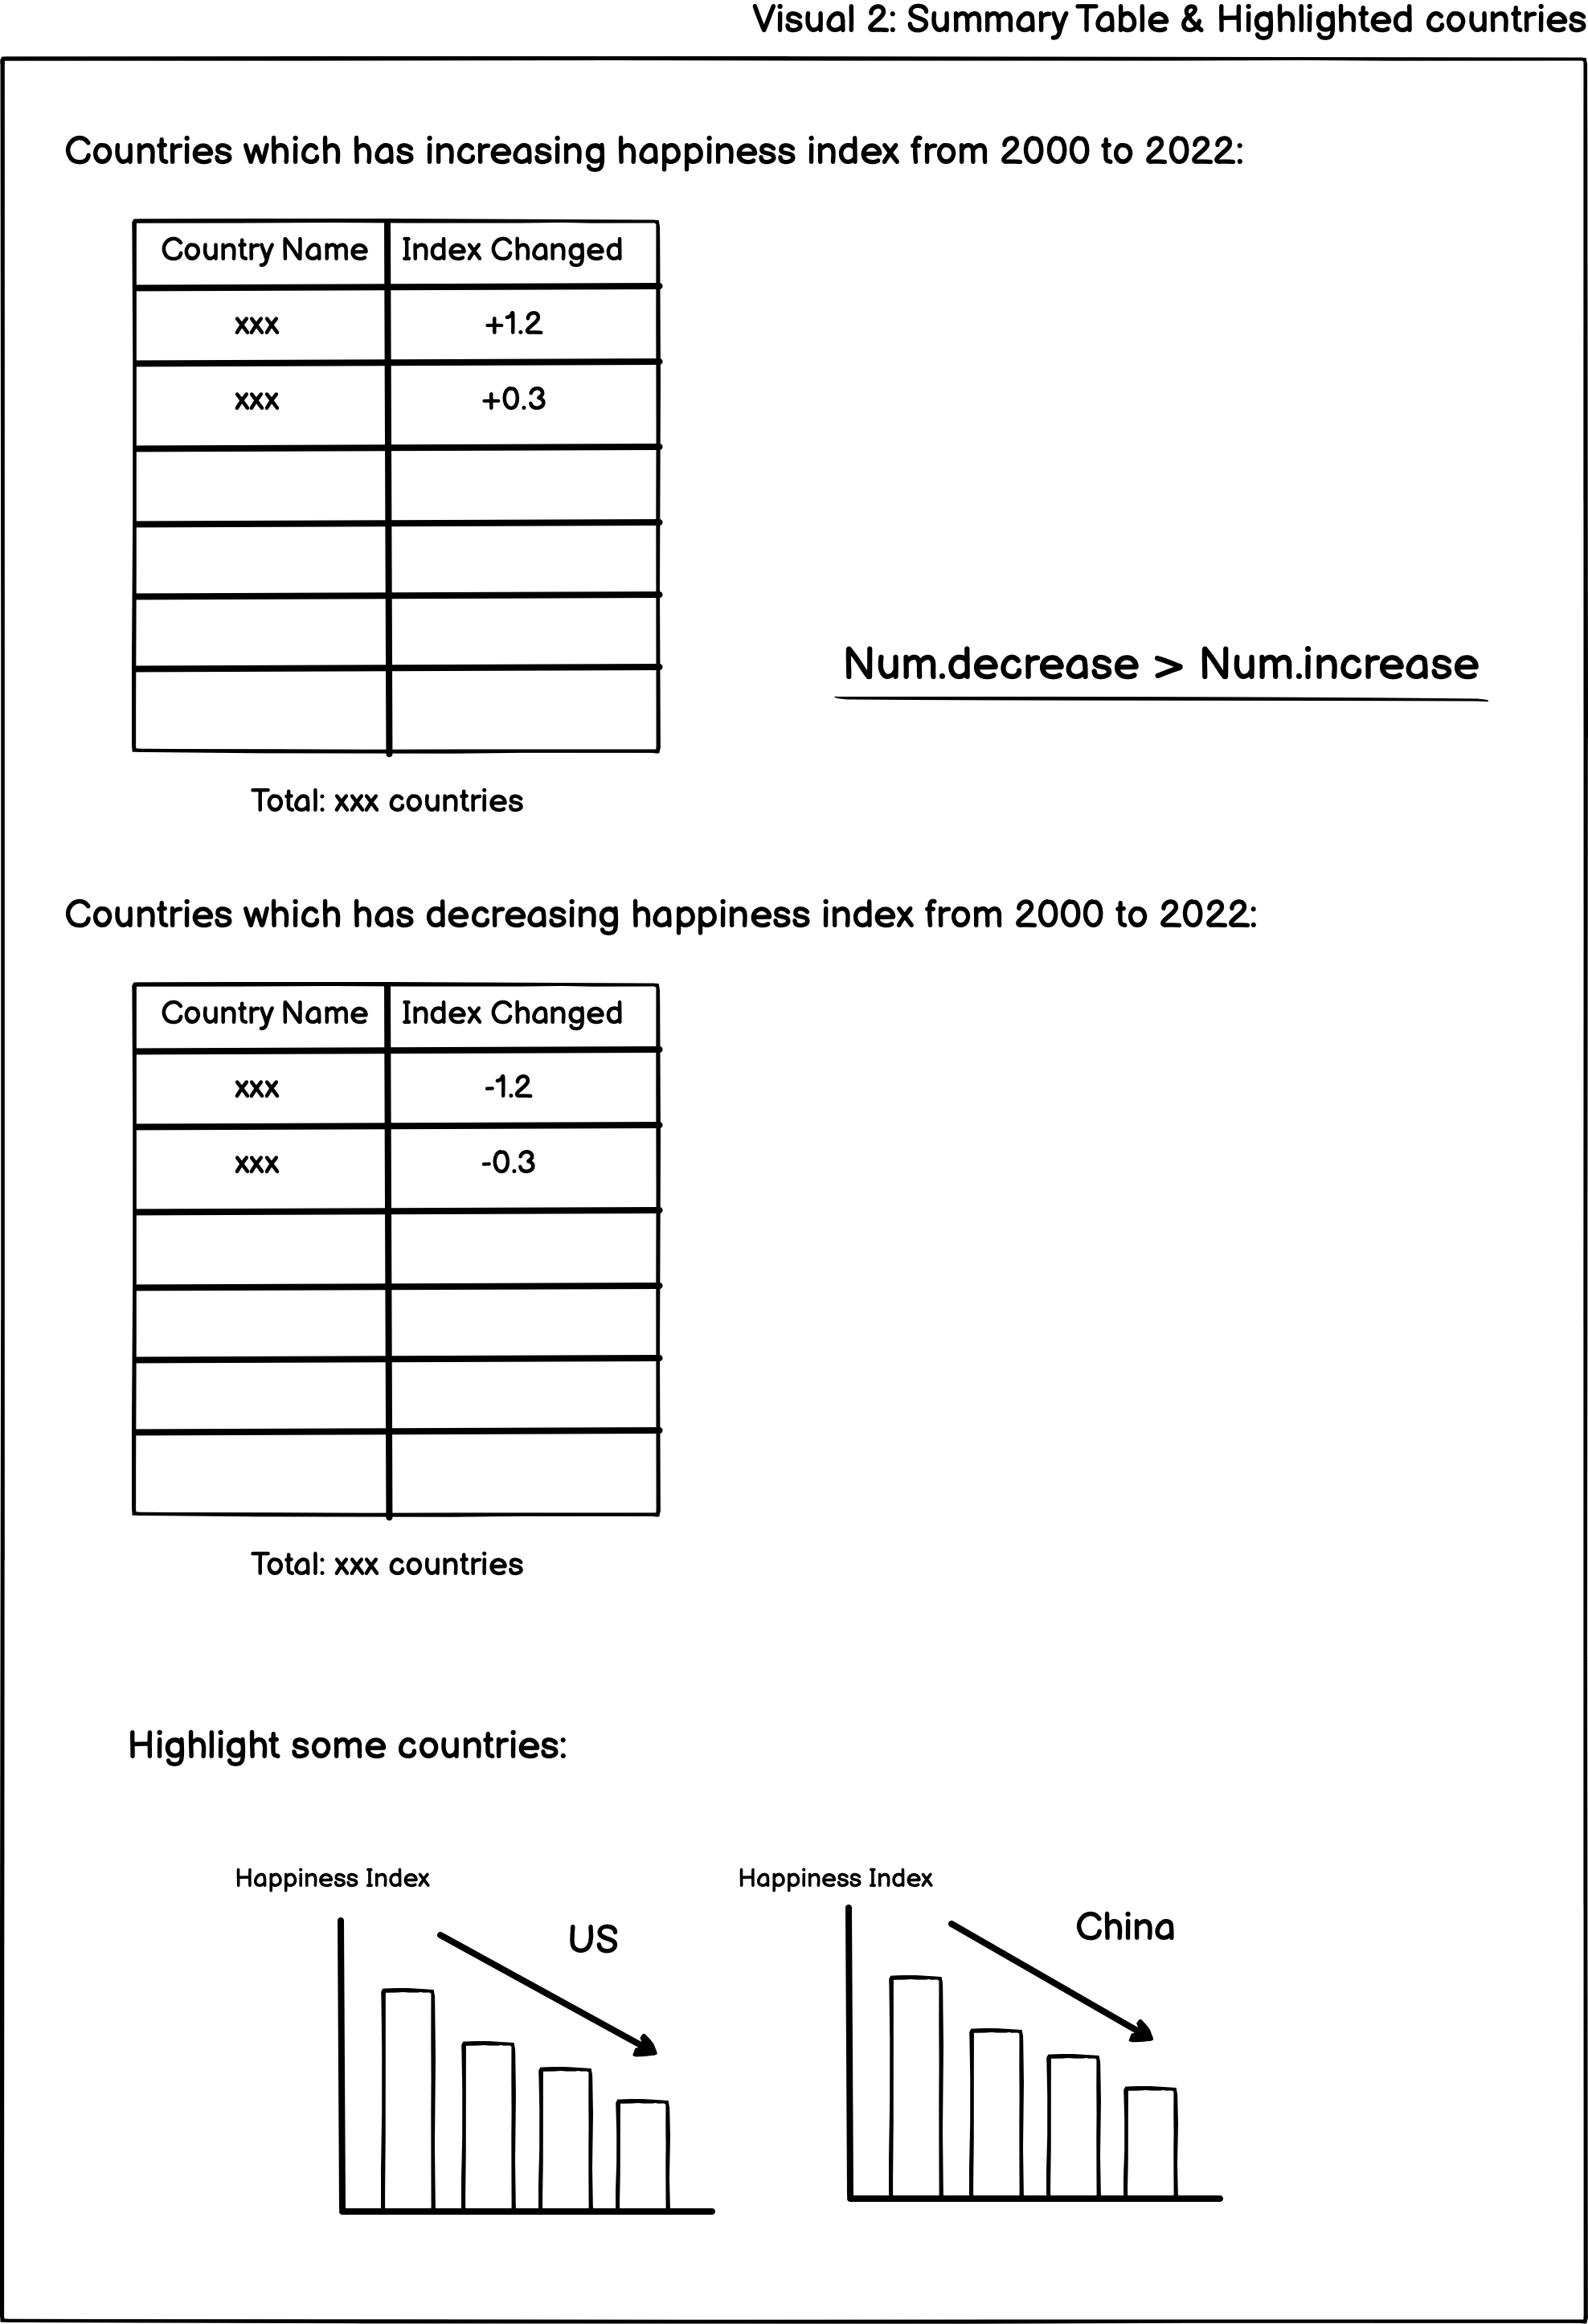 Visual 2: Summary Table & Highlighted countries
Countries which has increasing happiness index from 2000 to 2022:
Country Name Index Changed
xxx +1.2
xxx +0.3
Num.decrease > Num.increase
Total: xxx countries
Countries which has decreasing happiness index from 2000 to 2022:
Country Name Index Changed
xxx -1.2
xxx -0.3
Total: xxx countries
Highlight some countries:
Happiness Index
US
Happiness Index
China